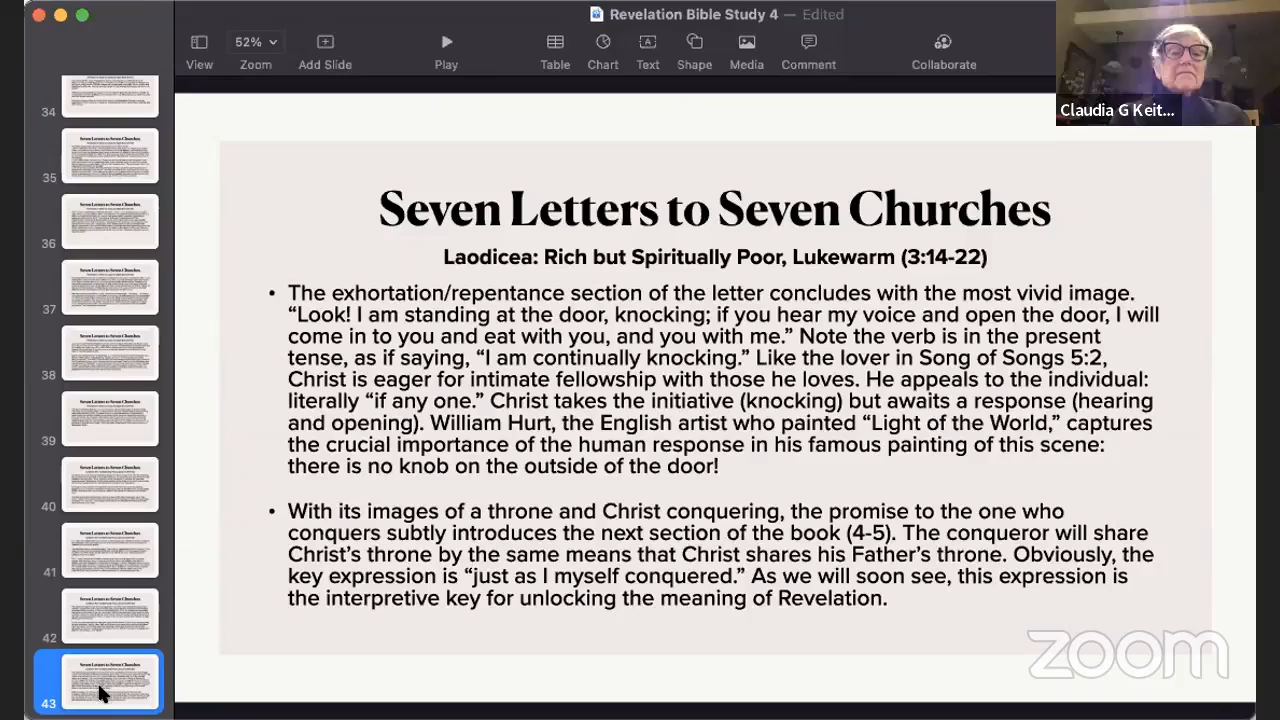 Revelation Bible Study 4 — Edited
52%
View
Zoom
Add Slide
Play
Table
Chart
Text
Shape
Media
Comment
Collaborate
Claudia G Keit...
34
35
36
37
38
39
40
41
42
43
Seven Letters to Seven Churches
Laodicea: Rich but Spiritually Poor, Lukewarm (3:14-22)
• The exhortation/repentance section of the letter concludes with the most vivid image.
“Look! I am standing at the door, knocking; if you hear my voice and open the door, I will
come in to you and eat with you, and you with me.” Note the verb is in the present
tense, as if saying, “I am continually knocking.” Like the lover in Song of Songs 5:2,
Christ is eager for intimate fellowship with those he loves. He appeals to the individual:
literally “if any one.” Christ takes the initiative (knocking) but awaits a response (hearing
and opening). William Hurt, the English artist who painted “Light of the World,” captures
the crucial importance of the human response in his famous painting of this scene:
there is no knob on the outside of the door!
• With its images of a throne and Christ conquering, the promise to the one who
conquers subtly introduces the next section of the letter (4-5). The conqueror will share
Christ’s throne by the same means that Christ shares his Father’s throne. Obviously, the
key expression is “just as I myself conquered.” As we will soon see, this expression is
the interpretive key for unlocking the meaning of Revelation.
zoom